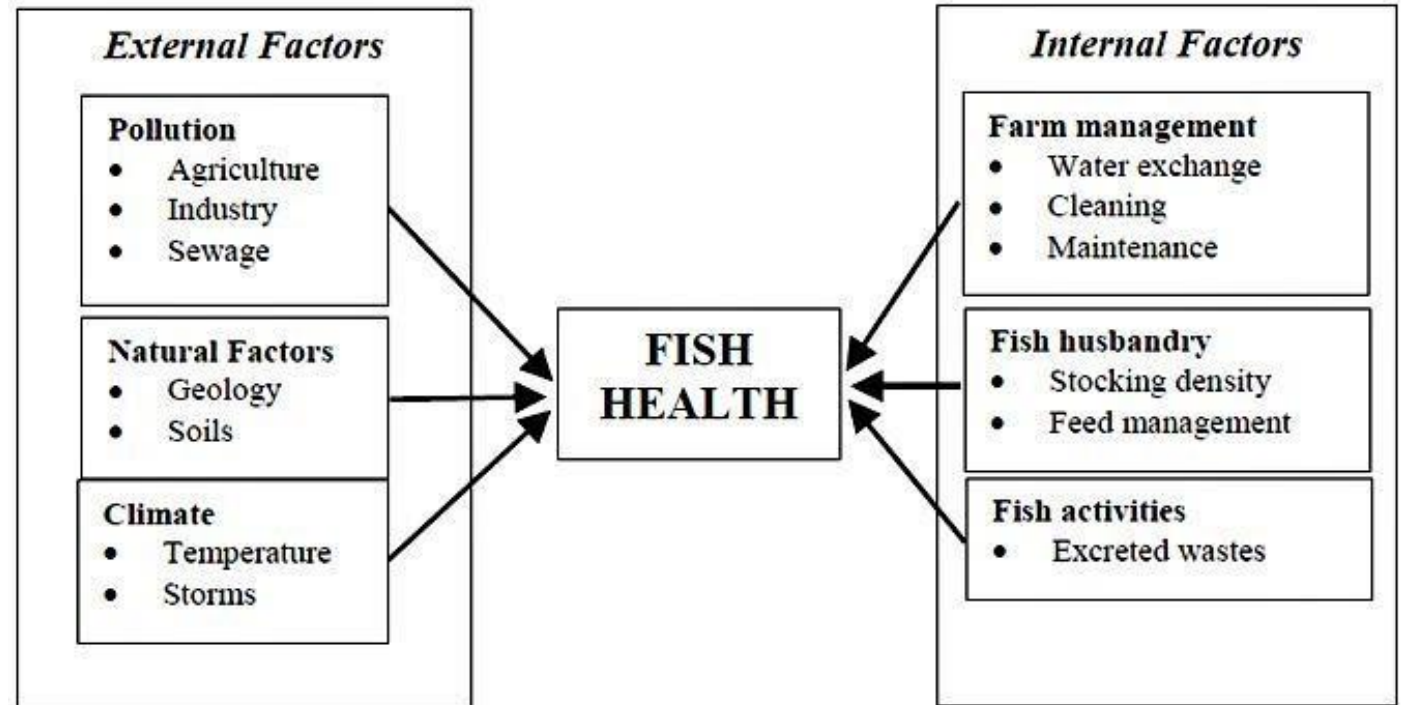 External Factors
Pollution
• Agriculture
• Industry
• Sewage
Natural Factors
• Geology
• Soils
Climate
• Temperature
• Storms
FISH
HEALTH
Internal Factors
Farm management
• Water exchange
• Cleaning
• Maintenance
Fish husbandry
• Stocking density
• Feed management
Fish activities
• Excreted wastes